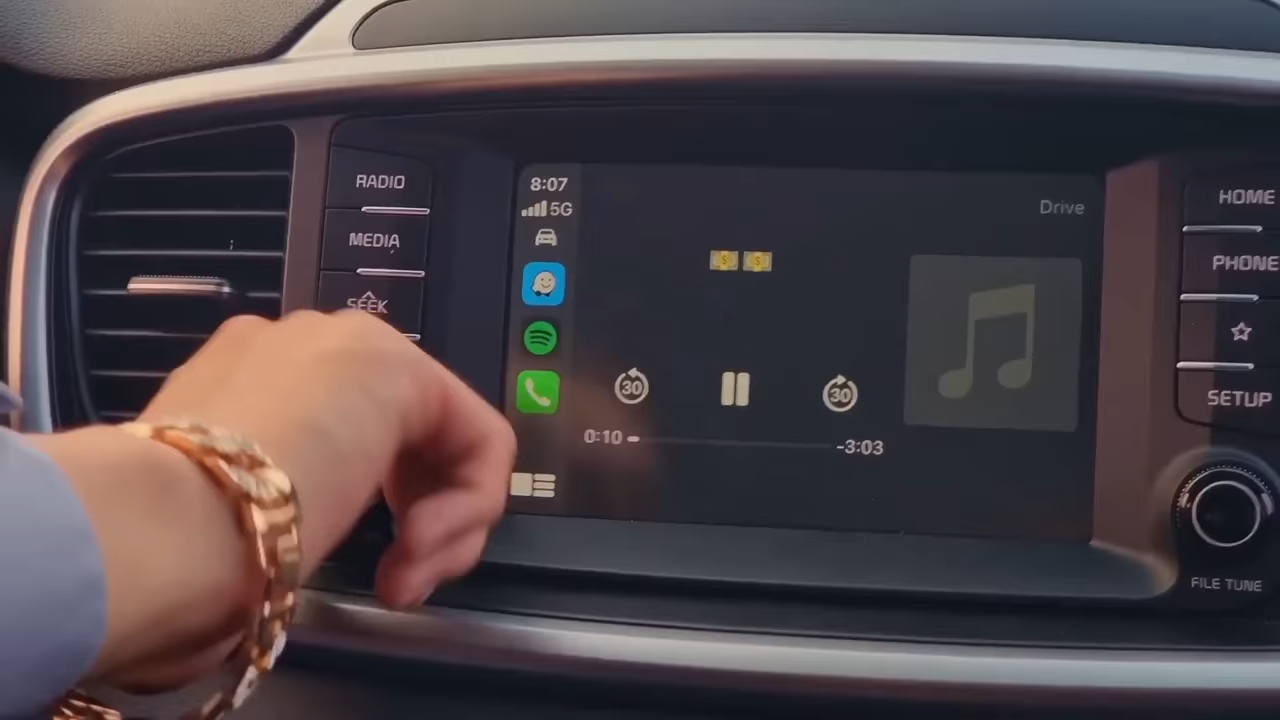 RADIO
MEDIA
SEEK
8:07
5G
Drive
💵💵
30
30
0:10
-3:03
HOME
PHONE
SETUP
FILE TUNE